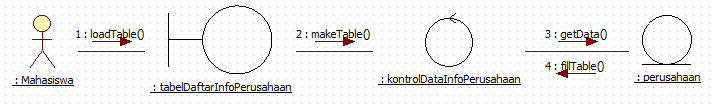 1 : loadTable()
2 : makeTable()
3 : getData()
4 : fillTable()
: Mahasiswa
: tabelDaftarInfoPerusahaan
: kontrolDataInfoPerusahaan
: perusahaan